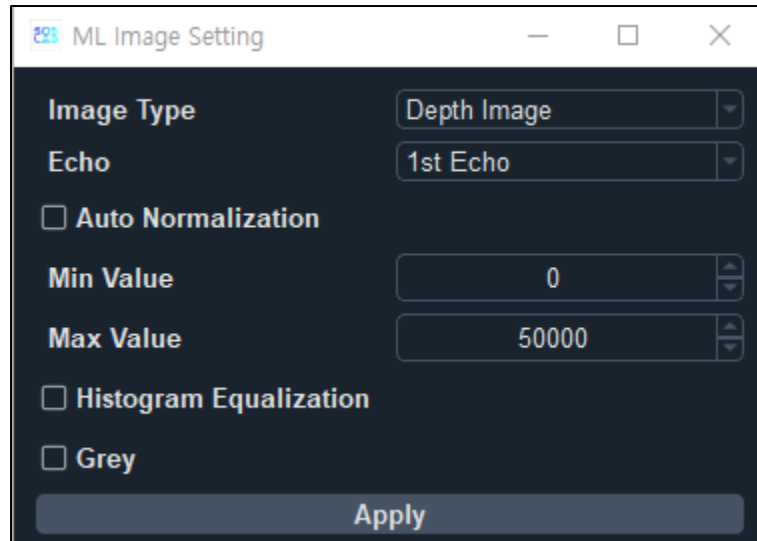 ML Image Setting
Image Type Depth Image
Echo 1st Echo
Auto Normalization
Min Value 0
Max Value 50000
Histogram Equalization
Grey
Apply